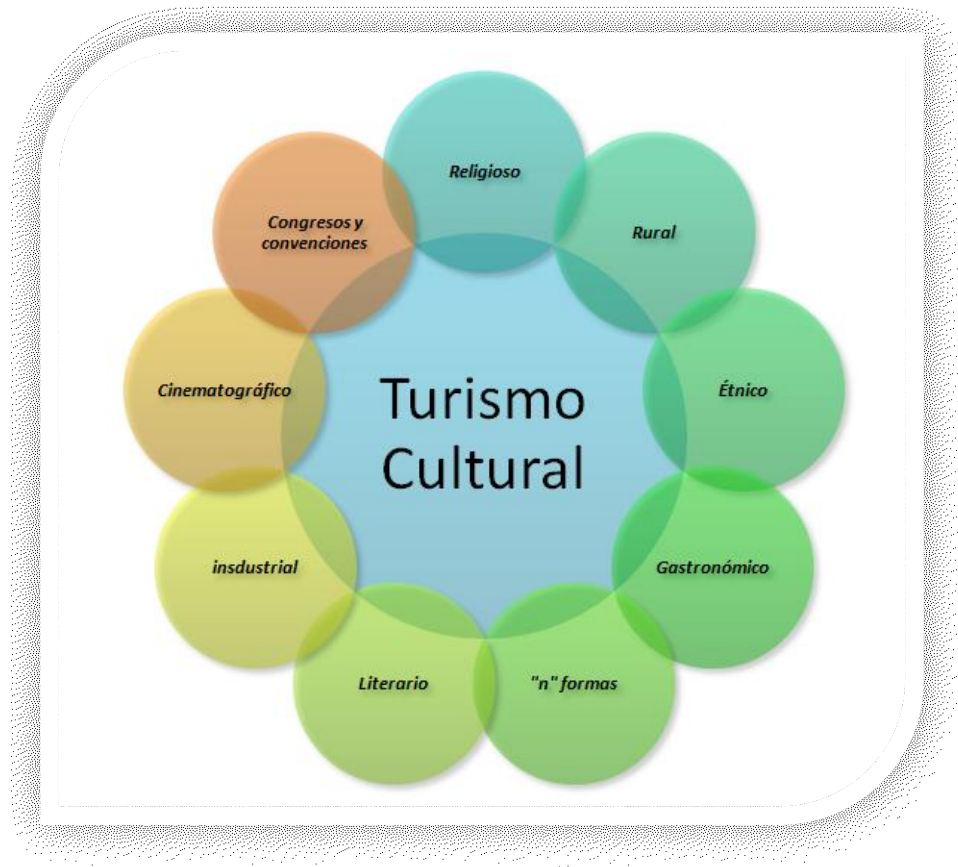 Religioso
Rural
Étnico
Gastronómico
"n" formas
Literario
insdustrial
Cinematográfico
Congresos y
convenciones
Turismo
Cultural